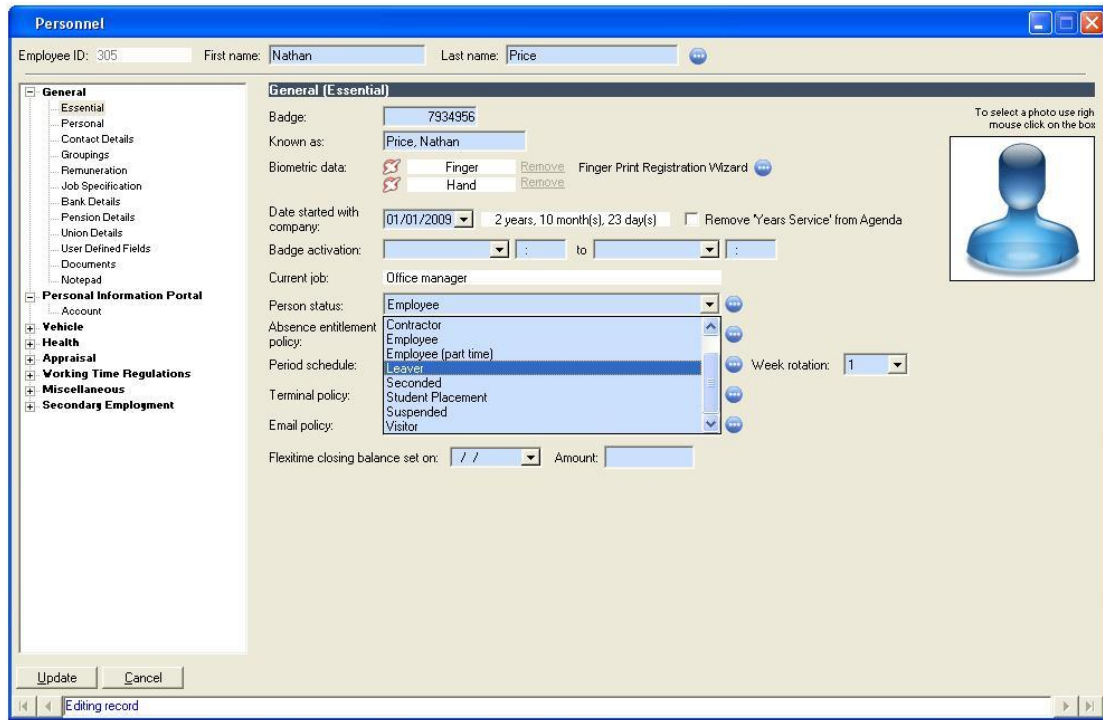 Personnel
Employee ID: 305 First name: Nathan Last name: Price
General
Essential
Personal
Contact Details
Groupings
Remuneration
Job Specification
Bank Details
Pension Details
Union Details
User Defined Fields
Documents
Notepad
Personal Information Portal
Account
Vehicle
Health
Appraisal
Working Time Regulations
Miscellaneous
Secondary Employment
General (Essential)
Badge: 7934956
Known as: Price, Nathan
Biometric data: Finger Remove Finger Print Registration Wizard
Hand Remove
Date started with
company: 01/01/2009 2 years, 10 month(s), 23 day(s) Remove 'Years Service' from Agenda
Badge activation: : to :
Current job: Office manager
Person status: Employee
Absence entitlement
policy:
Period schedule: Week rotation: 1
Terminal policy:
Email policy:
Contractor
Employee
Employee (part time)
Leaver
Seconded
Student Placement
Suspended
Visitor
Flexitime closing balance set on: / / Amount:
To select a photo use righ
mouse click on the box
Update Cancel
Editing record